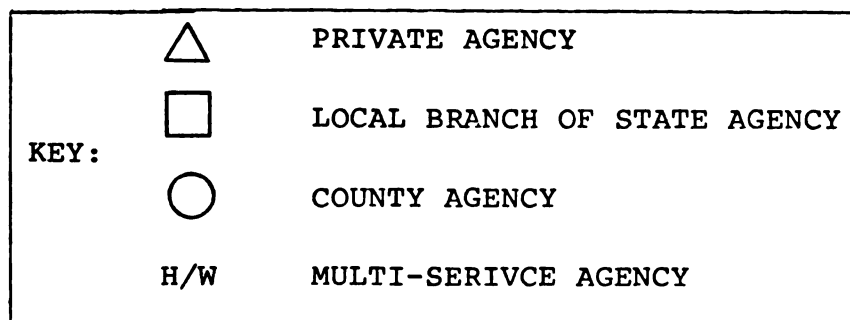 PRIVATE AGENCY
LOCAL BRANCH OF STATE AGENCY
KEY:
COUNTY AGENCY
H/W MULTI-SERIVCE AGENCY